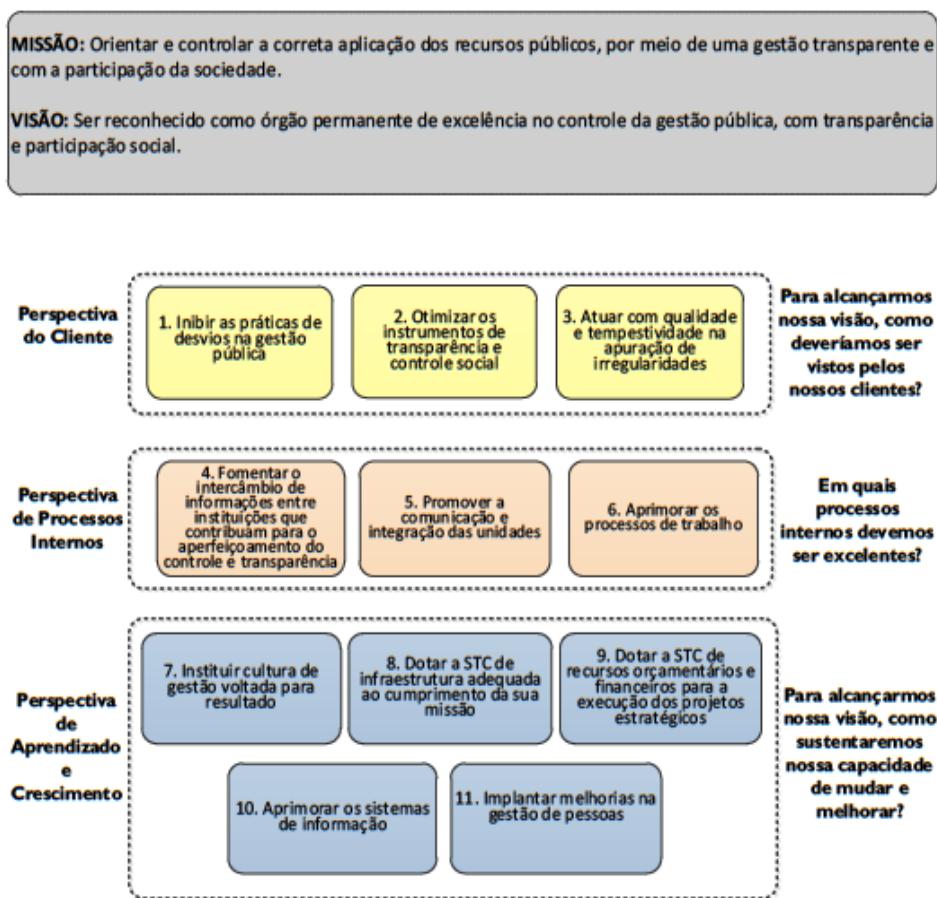 MISSÃO: Orientar e controlar a correta aplicação dos recursos públicos, por meio de uma gestão transparente e
com a participação da sociedade.
VISÃO: Ser reconhecido como órgão permanente de excelência no controle da gestão pública, com transparência
e participação social.
Perspectiva
do Cliente
1. Inibir as práticas de
desvios na gestão
pública
2. Otimizar os
instrumentos de
transparência e
controle social
3. Atuar com qualidade
e tempestividade na
apuração de
irregularidades
Para alcançarmos
nossa visão, como
deveríamos ser
vistos pelos
nossos clientes?
Perspectiva
de Processos
Internos
4. Fomentar o
intercâmbio de
informações entre
instituições que
contribuam para o
aperfeiçoamento do
controle e transparência
5. Promover a
comunicação e
integração das unidades
6. Aprimorar os
processos de trabalho
Em quais
processos
internos devemos
ser excelentes?
Perspectiva
de
Aprendizado
e
Crescimento
7. Instituir cultura de
gestão voltada para
resultado
8. Dotar a STC de
infraestrutura adequada
ao cumprimento da sua
missão
9. Dotar a STC de
recursos orçamentários e
financeiros para a
execução dos projetos
estratégicos
10. Aprimorar os sistemas
de informação
11. Implantar melhorias na
gestão de pessoas
Para alcançarmos
nossa visão, como
sustentaremos
nossa capacidade
de mudar e
melhorar?